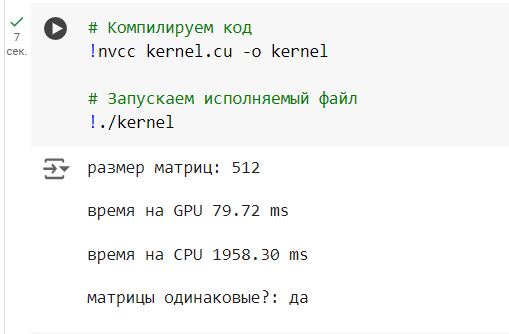 7
сек.
# Компилируем код
!nvcc kernel.cu -o kernel
# Запускаем исполняемый файл
!./kernel
размер матриц: 512
время на GPU 79.72 ms
время на CPU 1958.30 ms
матрицы одинаковые?: да